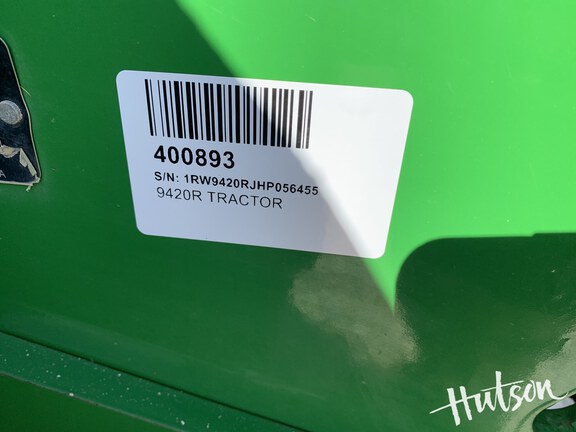 400893
S/N: 1RW9420RJHP056455
9420R TRACTOR
Hutson